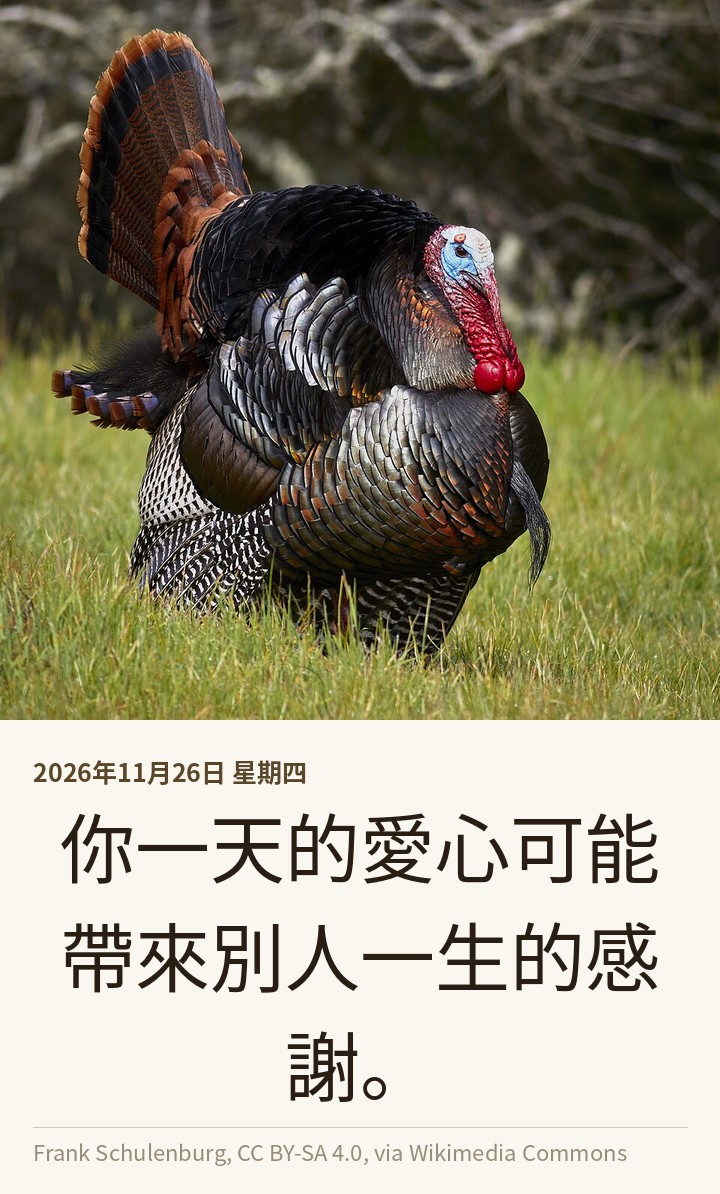 2026年11月26日 星期四
你一天的愛心可能
帶來別人一生的感
謝。
Frank Schulenburg, CC BY-SA 4.0, via Wikimedia Commons